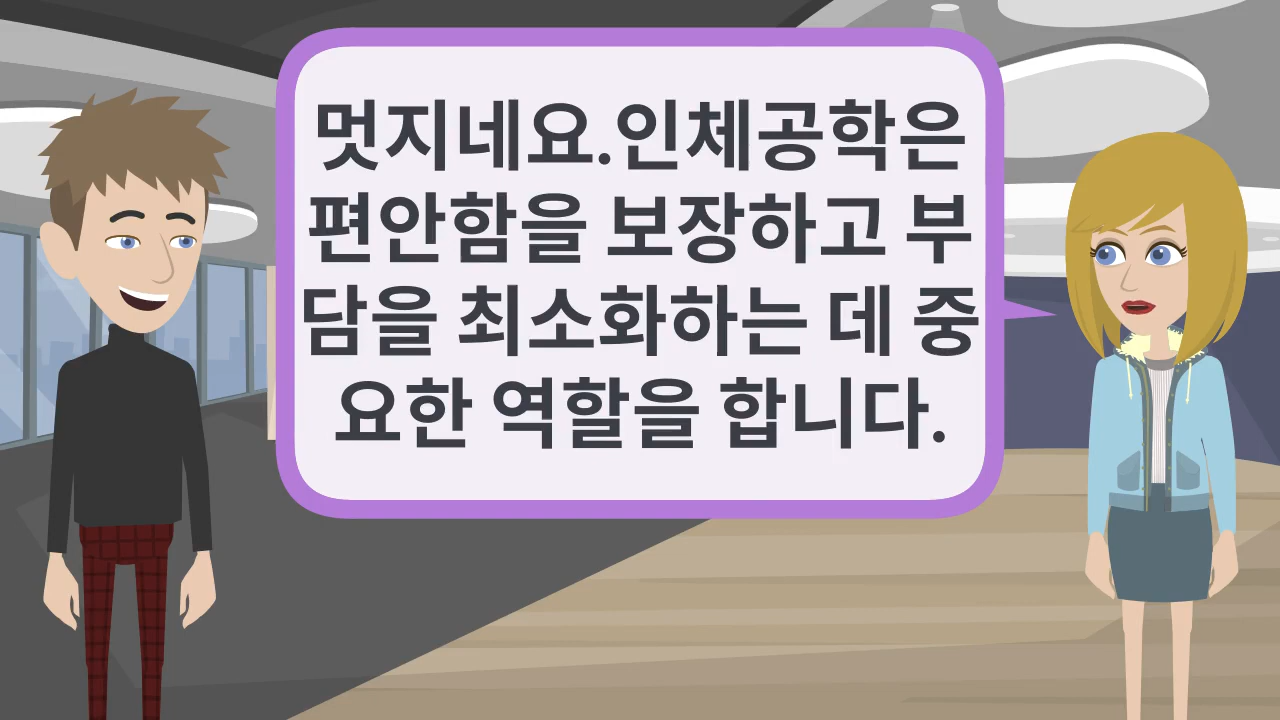 멋지네요.인체공학은
편안함을 보장하고 부
담을 최소화하는 데 중
요한 역할을 합니다.